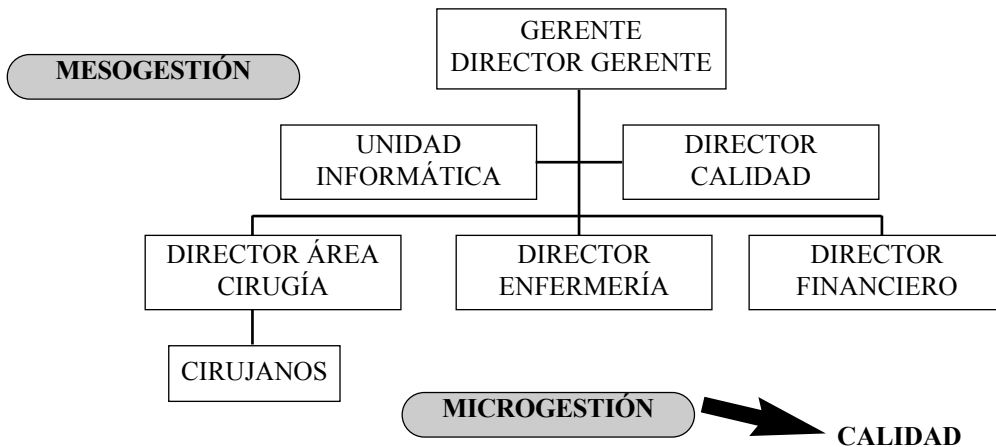 GERENTE
DIRECTOR GERENTE
MESOGESTIÓN
UNIDAD
INFORMÁTICA
DIRECTOR
CALIDAD
DIRECTOR ÁREA
CIRUGÍA
DIRECTOR
ENFERMERÍA
DIRECTOR
FINANCIERO
CIRUJANOS
MICROGESTIÓN
CALIDAD